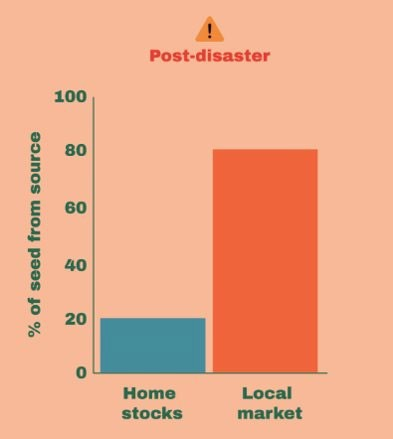 Post-disaster
100
80
60
40
20
0
% of seed from source
Home
stocks
Local
market